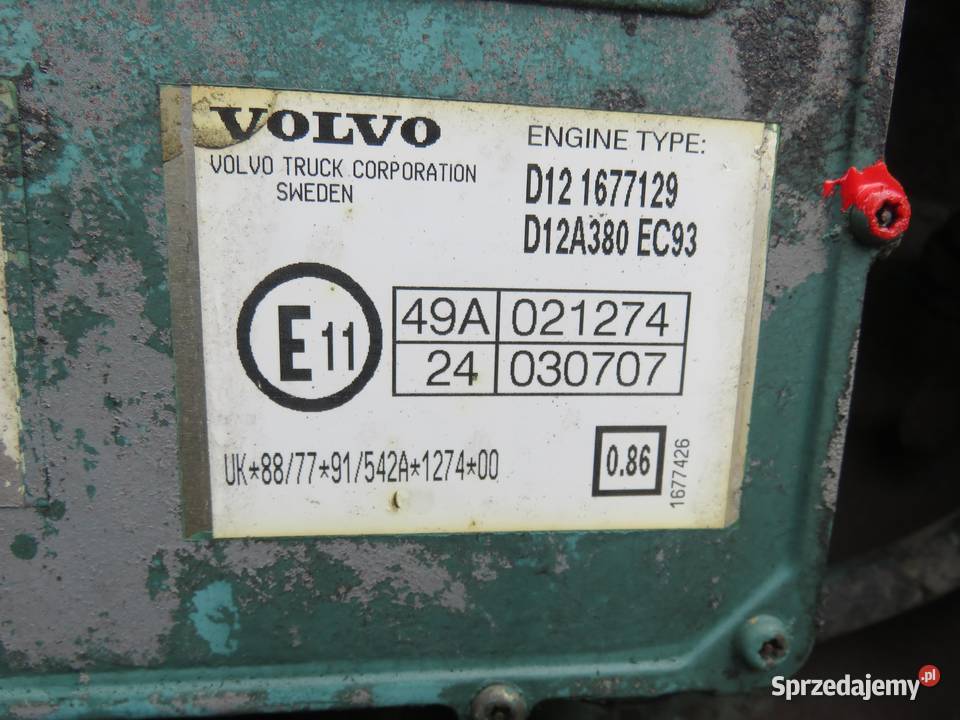 VOLVO
VOLVO TRUCK CORPORATION
SWEDEN
ENGINE TYPE:
D12 1677129
D12A380 EC93
E11
49A 021274
24 030707
UK*88/77*91/542A*1274*00
0.86
1677426
Sprzedajemy.pl